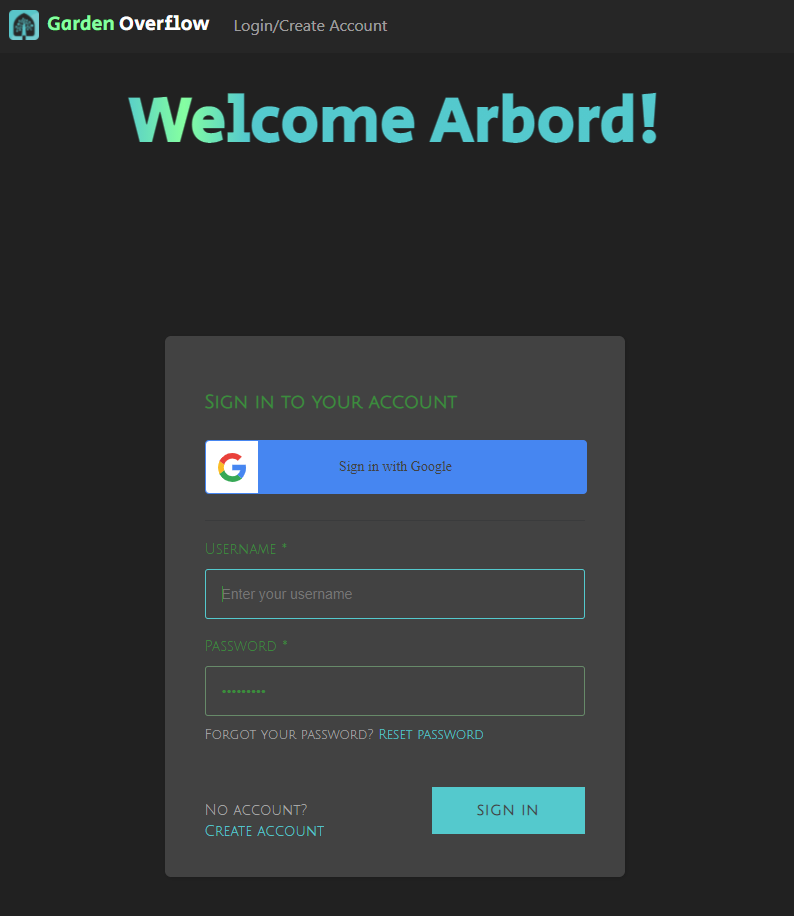 Garden Overflow Login/Create Account
Welcome Arbord!
Sign in to your account
Sign in with Google
Username *
Enter your username
Password *
•••••••••
Forgot your password? Reset password
No account?
Create account
SIGN IN